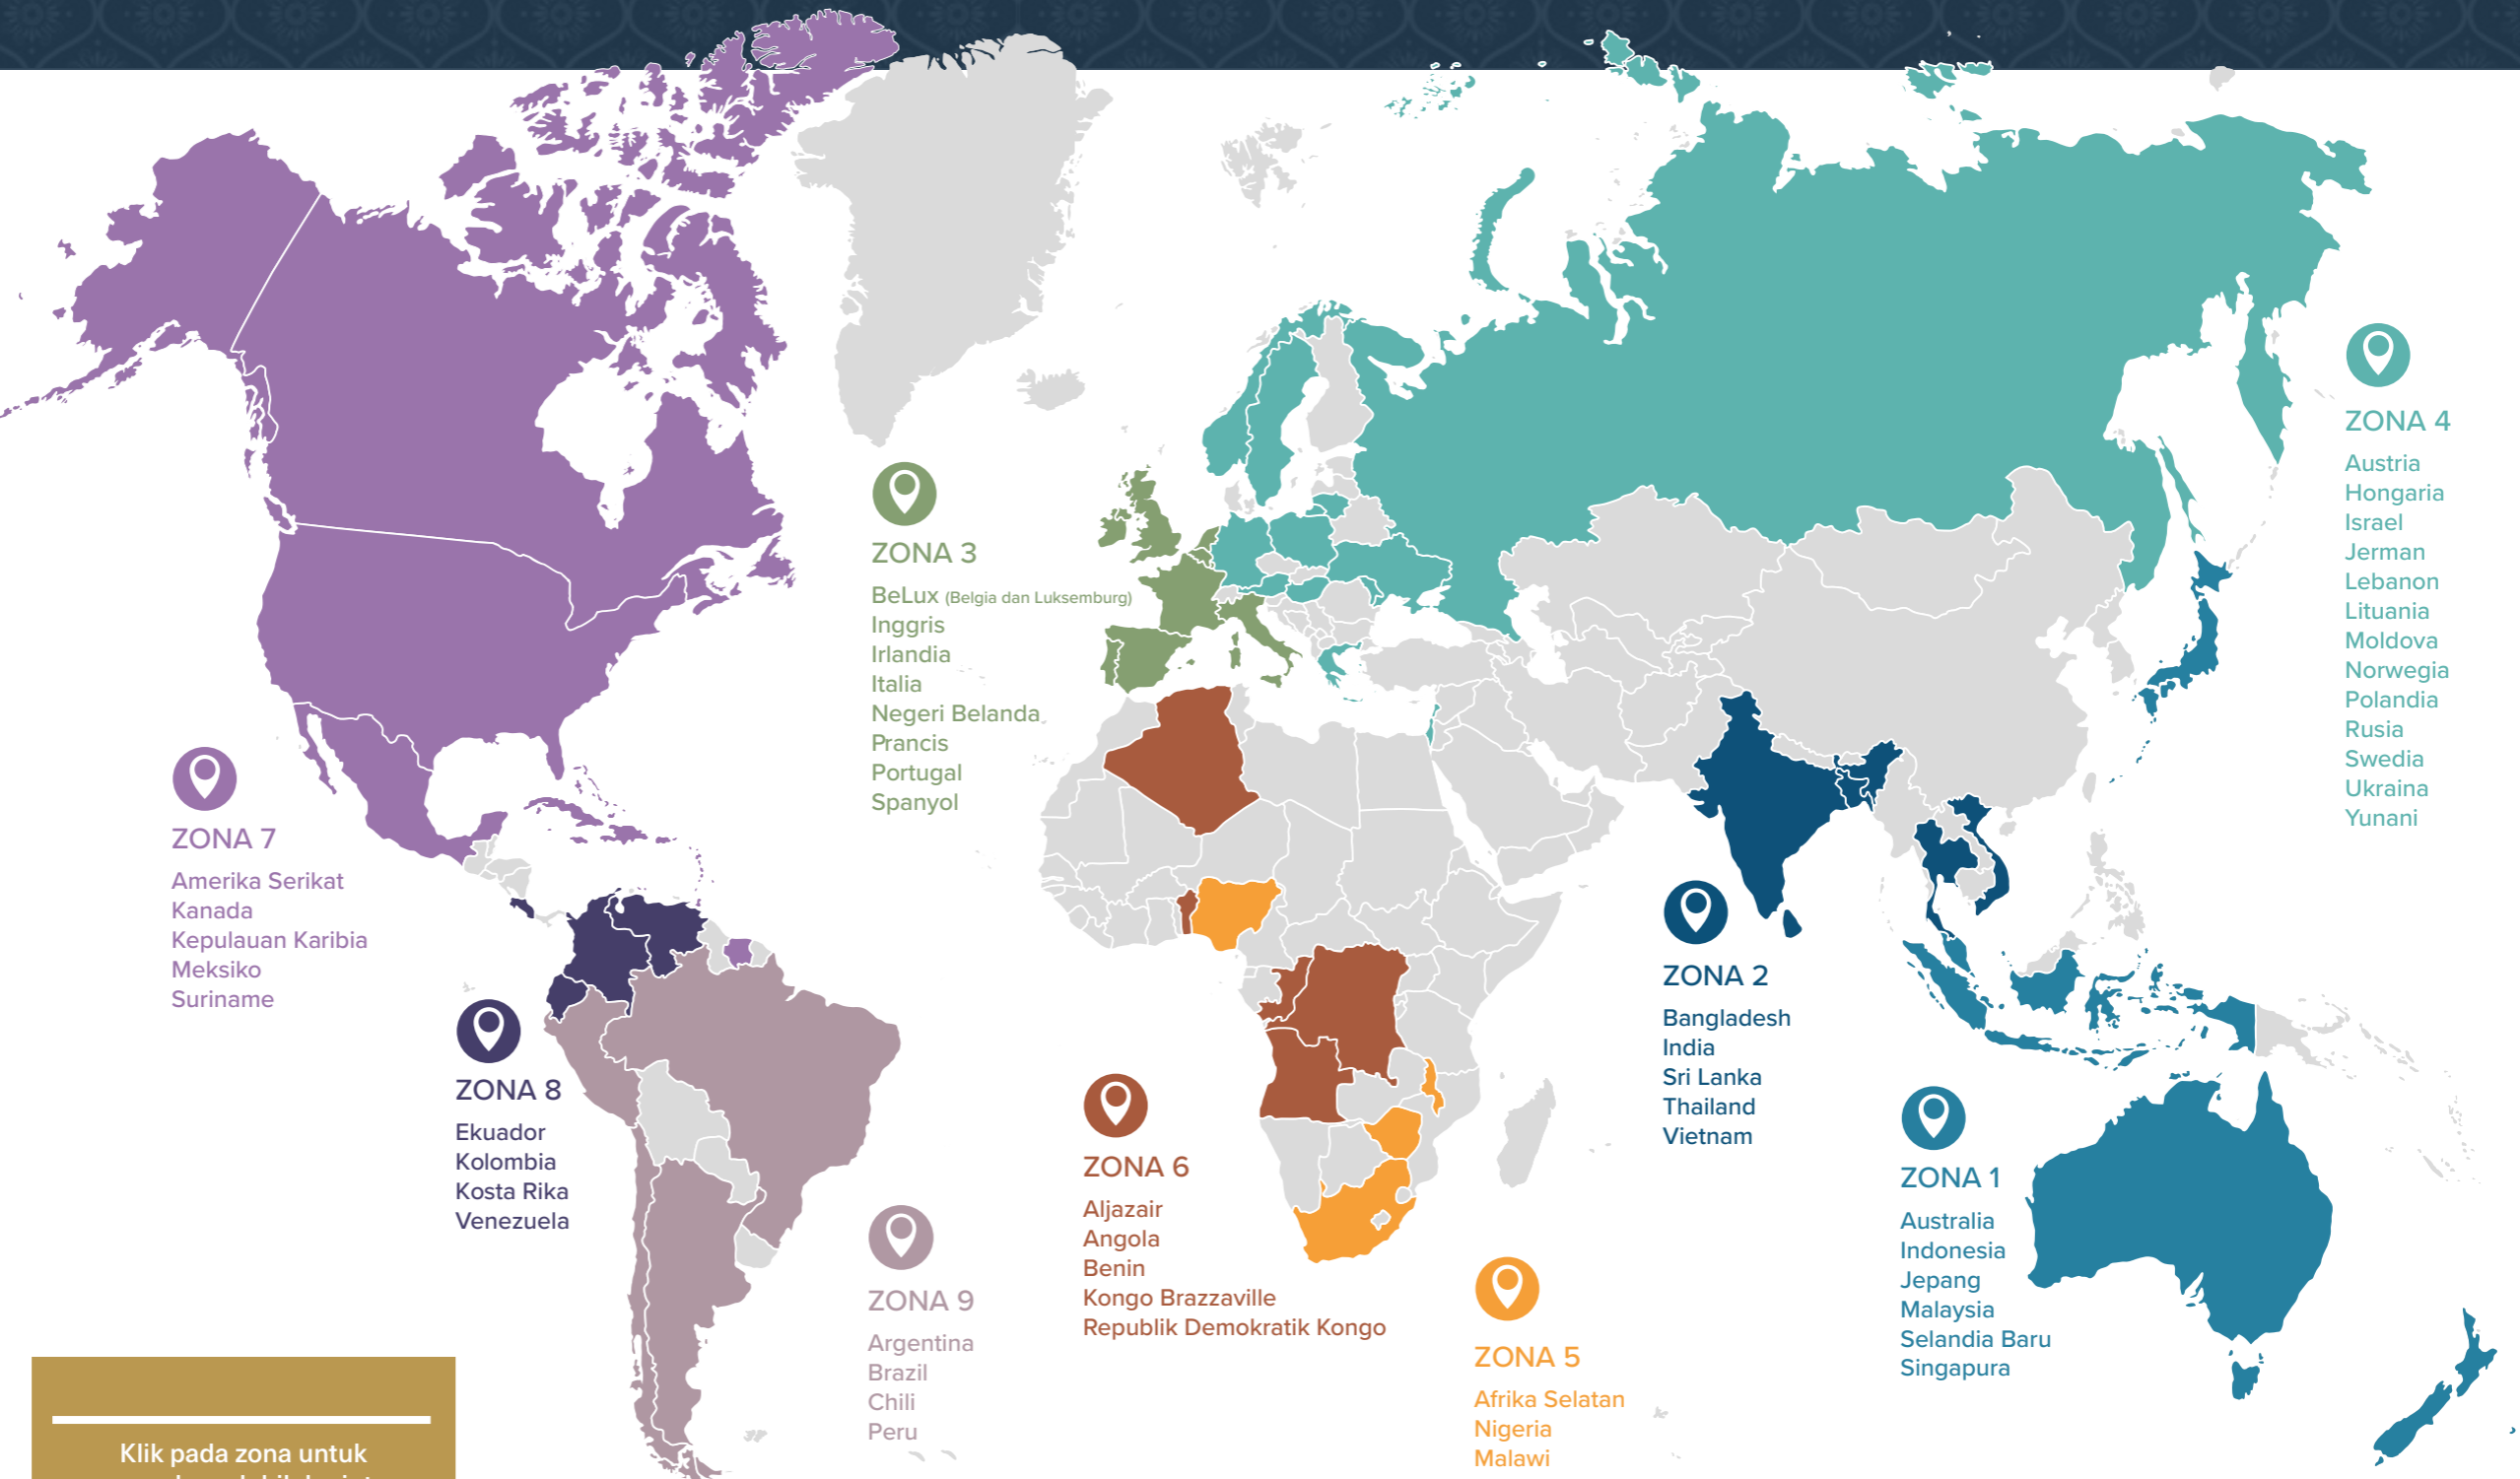 ZONA 4
Austria
Hongaria
Israel
Jerman
Lebanon
Lituania
Moldova
Norwegia
Polandia
Rusia
Swedia
Ukraina
Yunani
ZONA 3
BeLux (Belgia dan Luksemburg)
Inggris
Irlandia
Italia
Negeri Belanda
Prancis
Portugal
Spanyol
ZONA 7
Amerika Serikat
Kanada
Kepulauan Karibia
Meksiko
Suriname
ZONA 2
Bangladesh
India
Sri Lanka
Thailand
Vietnam
ZONA 8
Ekuador
Kolombia
Kosta Rika
Venezuela
ZONA 6
Aljazair
Angola
Benin
Kongo Brazzaville
Republik Demokratik Kongo
ZONA 1
Australia
Indonesia
Jepang
Malaysia
Selandia Baru
Singapura
ZONA 9
Argentina
Brazil
Chili
Peru
ZONA 5
Afrika Selatan
Nigeria
Malawi
Klik pada zona untuk